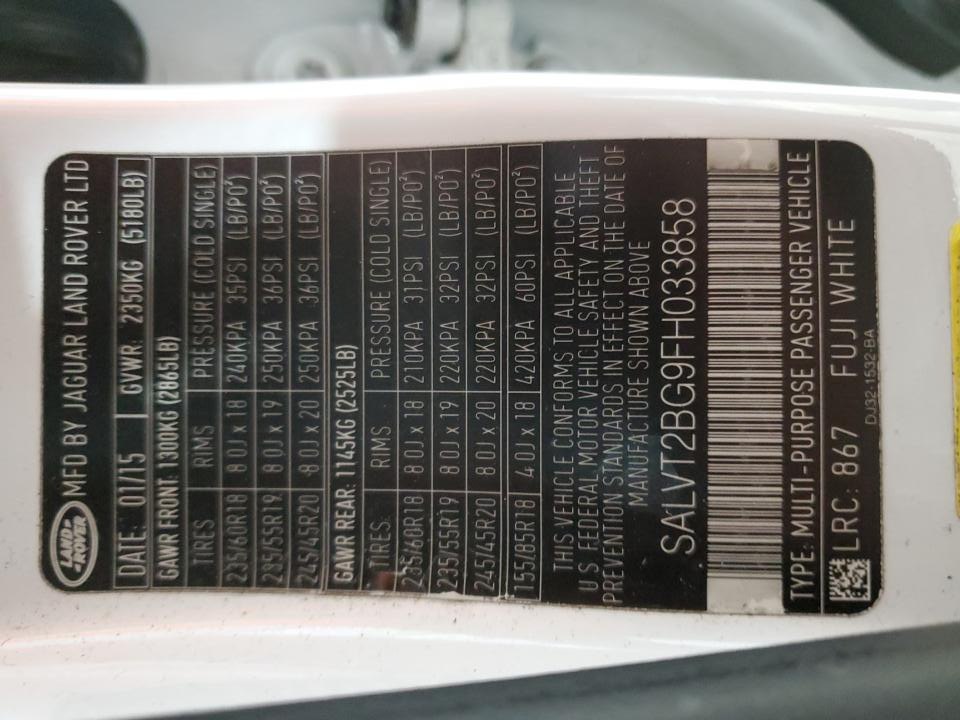 LAND ROVER MFD BY JAGUAR LAND ROVER LTD
DATE: 01/15 GVWR: 2350KG (5180LB)
GAWR FRONT: 1300KG (2865LB)
TIRES RIMS PRESSURE (COLD SINGLE)
235/60R18 8.0J x 18 240KPA 35PSI (LB/PO²)
235/55R19 8.0J x 19 250KPA 36PSI (LB/PO²)
245/45R20 8.0J x 20 250KPA 36PSI (LB/PO²)
GAWR REAR: 1145KG (2525LB)
TIRES: RIMS PRESSURE (COLD SINGLE)
235/60R18 8.0J x 18 210KPA 31PSI (LB/PO²)
235/55R19 8.0J x 19 220KPA 32PSI (LB/PO²)
245/45R20 8.0J x 20 220KPA 32PSI (LB/PO²)
155/85R18 4.0J x 18 420KPA 60PSI (LB/PO²)
THIS VEHICLE CONFORMS TO ALL APPLICABLE
U.S FEDERAL MOTOR VEHICLE SAFETY AND THEFT
PREVENTION STANDARDS IN EFFECT ON THE DATE OF
MANUFACTURE SHOWN ABOVE
SALVT2BG9FH033858
TYPE: MULTI-PURPOSE PASSENGER VEHICLE
LRC: 867 FUJI WHITE
DJ32-1532-BA